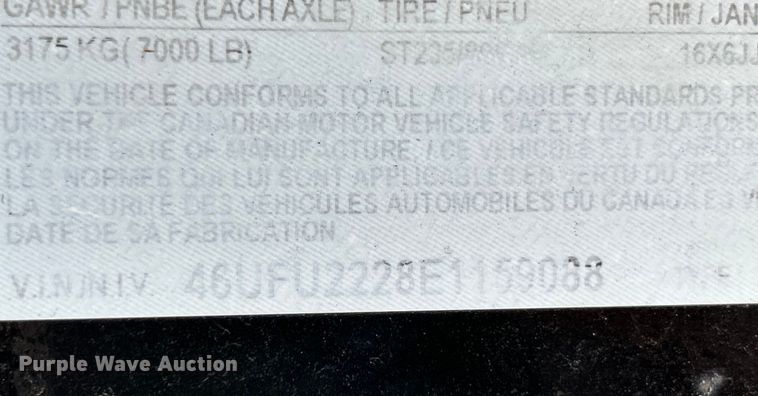 GAWR / PNBE (EACH AXLE) TIRE / PNEU RIM / JAN
3175 KG( 7000 LB) 16X6JJ
THIS VEHICLE CONFORMS TO ALL APPLICABLE STANDARDS PR
UNDER THE CANADIAN MOTOR VEHICLE SAFETY REGULATIONS
ON THE DATE OF MANUFACTURE. / CE VEHICULE EST CONFORM
LES NORMES QUI LUI SONT APPLICABLES EN VERTU DU
"LA SECURITE DES VEHICULES AUTOMOBILES DU CANADA EN V
DATE DE SA FABRICATION
V.I.N./N.I.V. 46UFU2228E1159088
Purple Wave Auction